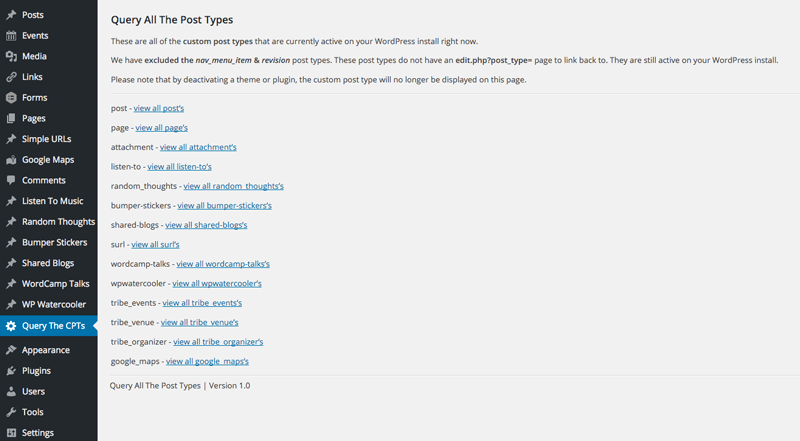 Posts
Events
Media
Links
Forms
Pages
Simple URLs
Google Maps
Comments
Listen To Music
Random Thoughts
Bumper Stickers
Shared Blogs
WordCamp Talks
WP Watercooler
Query The CPTs
Appearance
Plugins
Users
Tools
Settings
Query All The Post Types
These are all of the custom post types that are currently active on your WordPress install right now.
We have excluded the nav_menu_item & revision post types. These post types do not have an edit.php?post_type= page to link back to. They are still active on your WordPress install.
Please note that by deactivating a theme or plugin, the custom post type will no longer be displayed on this page.
post - view all post's
page - view all page's
attachment - view all attachment's
listen-to - view all listen-to's
random_thoughts - view all random_thoughts's
bumper-stickers - view all bumper-stickers's
shared-blogs - view all shared-blogs's
surl - view all surl's
wordcamp-talks - view all wordcamp-talks's
wpwatercooler - view all wpwatercooler's
tribe_events - view all tribe_events's
tribe_venue - view all tribe_venue's
tribe_organizer - view all tribe_organizer's
google_maps - view all google_maps's
Query All The Post Types | Version 1.0